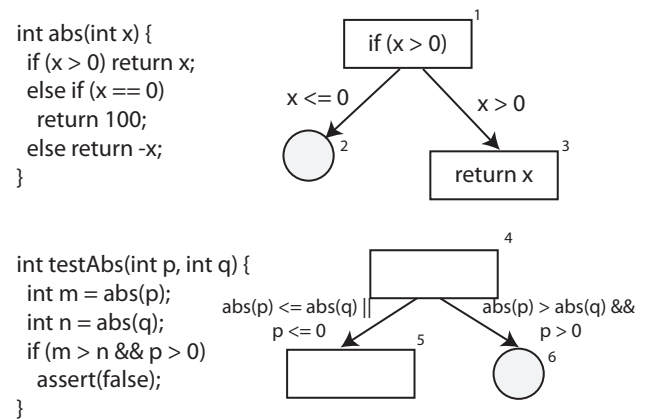 int abs(int x) {
if (x > 0) return x;
else if (x == 0)
return 100;
else return -x;
}
1
if (x > 0)
x <= 0
x > 0
2
3
return x
int testAbs(int p, int q) {
int m = abs(p);
int n = abs(q);
if (m > n && p > 0)
assert(false);
}
4
abs(p) <= abs(q) ||
p <= 0
abs(p) > abs(q) &&
p > 0
5
6